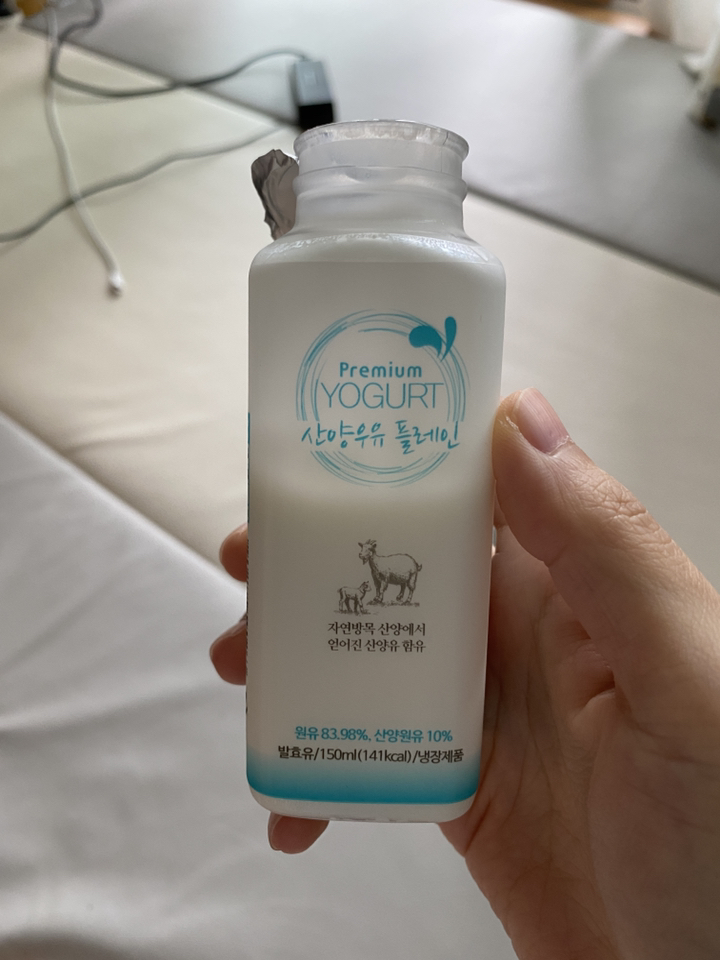 Premium
YOGURT
산양우유 플레인
자연방목 산양에서
얻어진 산양유 함유
원유 83.98%, 산양원유 10%
발효유/150ml(141kcal)/냉장제품